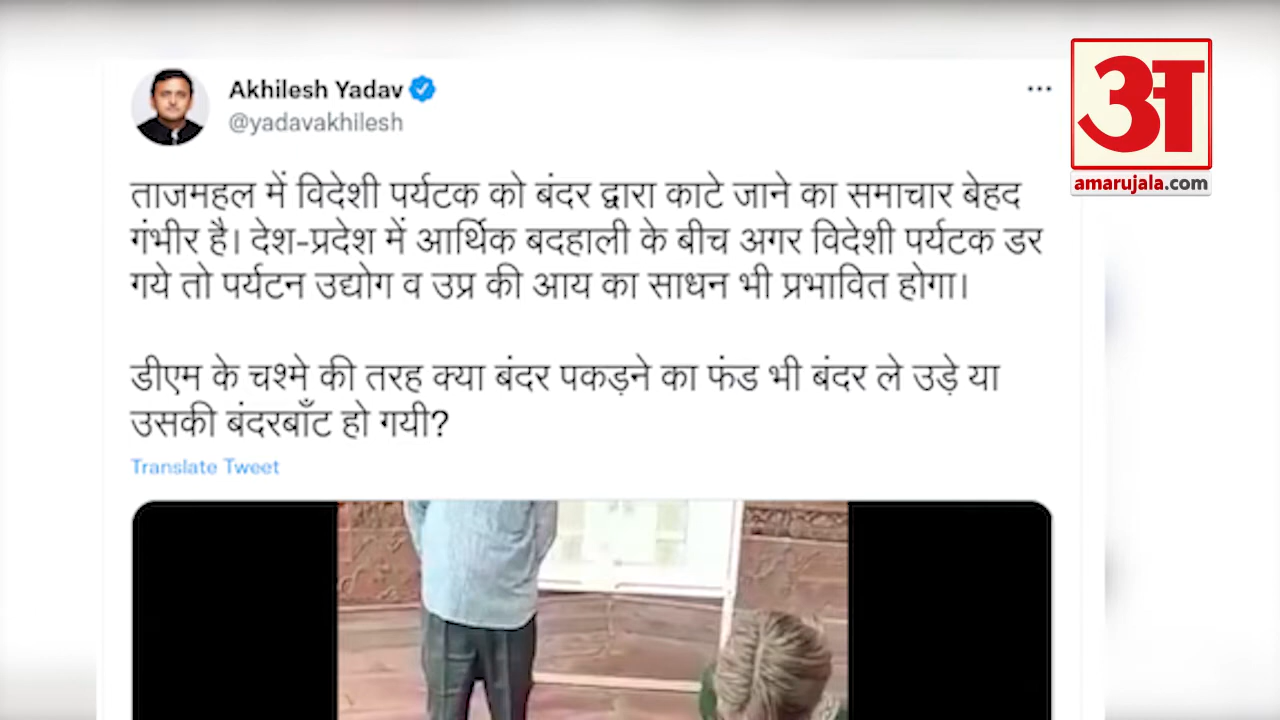 Akhilesh Yadav
@yadavakhilesh
अ
amarujala.com
ताजमहल में विदेशी पर्यटक को बंदर द्वारा काटे जाने का समाचार बेहद
गंभीर है। देश-प्रदेश में आर्थिक बदहाली के बीच अगर विदेशी पर्यटक डर
गये तो पर्यटन उद्योग व उप्र की आय का साधन भी प्रभावित होगा।
डीएम के चश्मे की तरह क्या बंदर पकड़ने का फंड भी बंदर ले उड़े या
उसकी बंदरबाँट हो गयी?
Translate Tweet